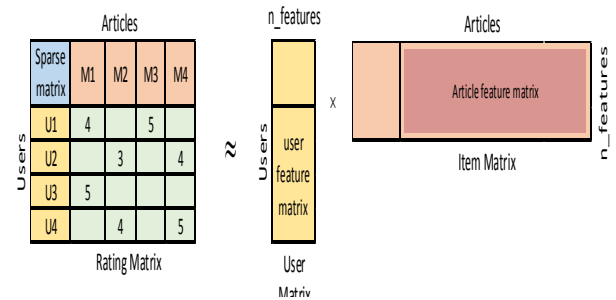 Articles
n_features
Articles
Sparse matrix M1 M2 M3 M4
Users
U1 4 5
U2 3 4
U3 5
U4 4 5
Rating Matrix
≈
Users
user
feature
matrix
User
Matrix
x
Article feature matrix
n_features
Item Matrix